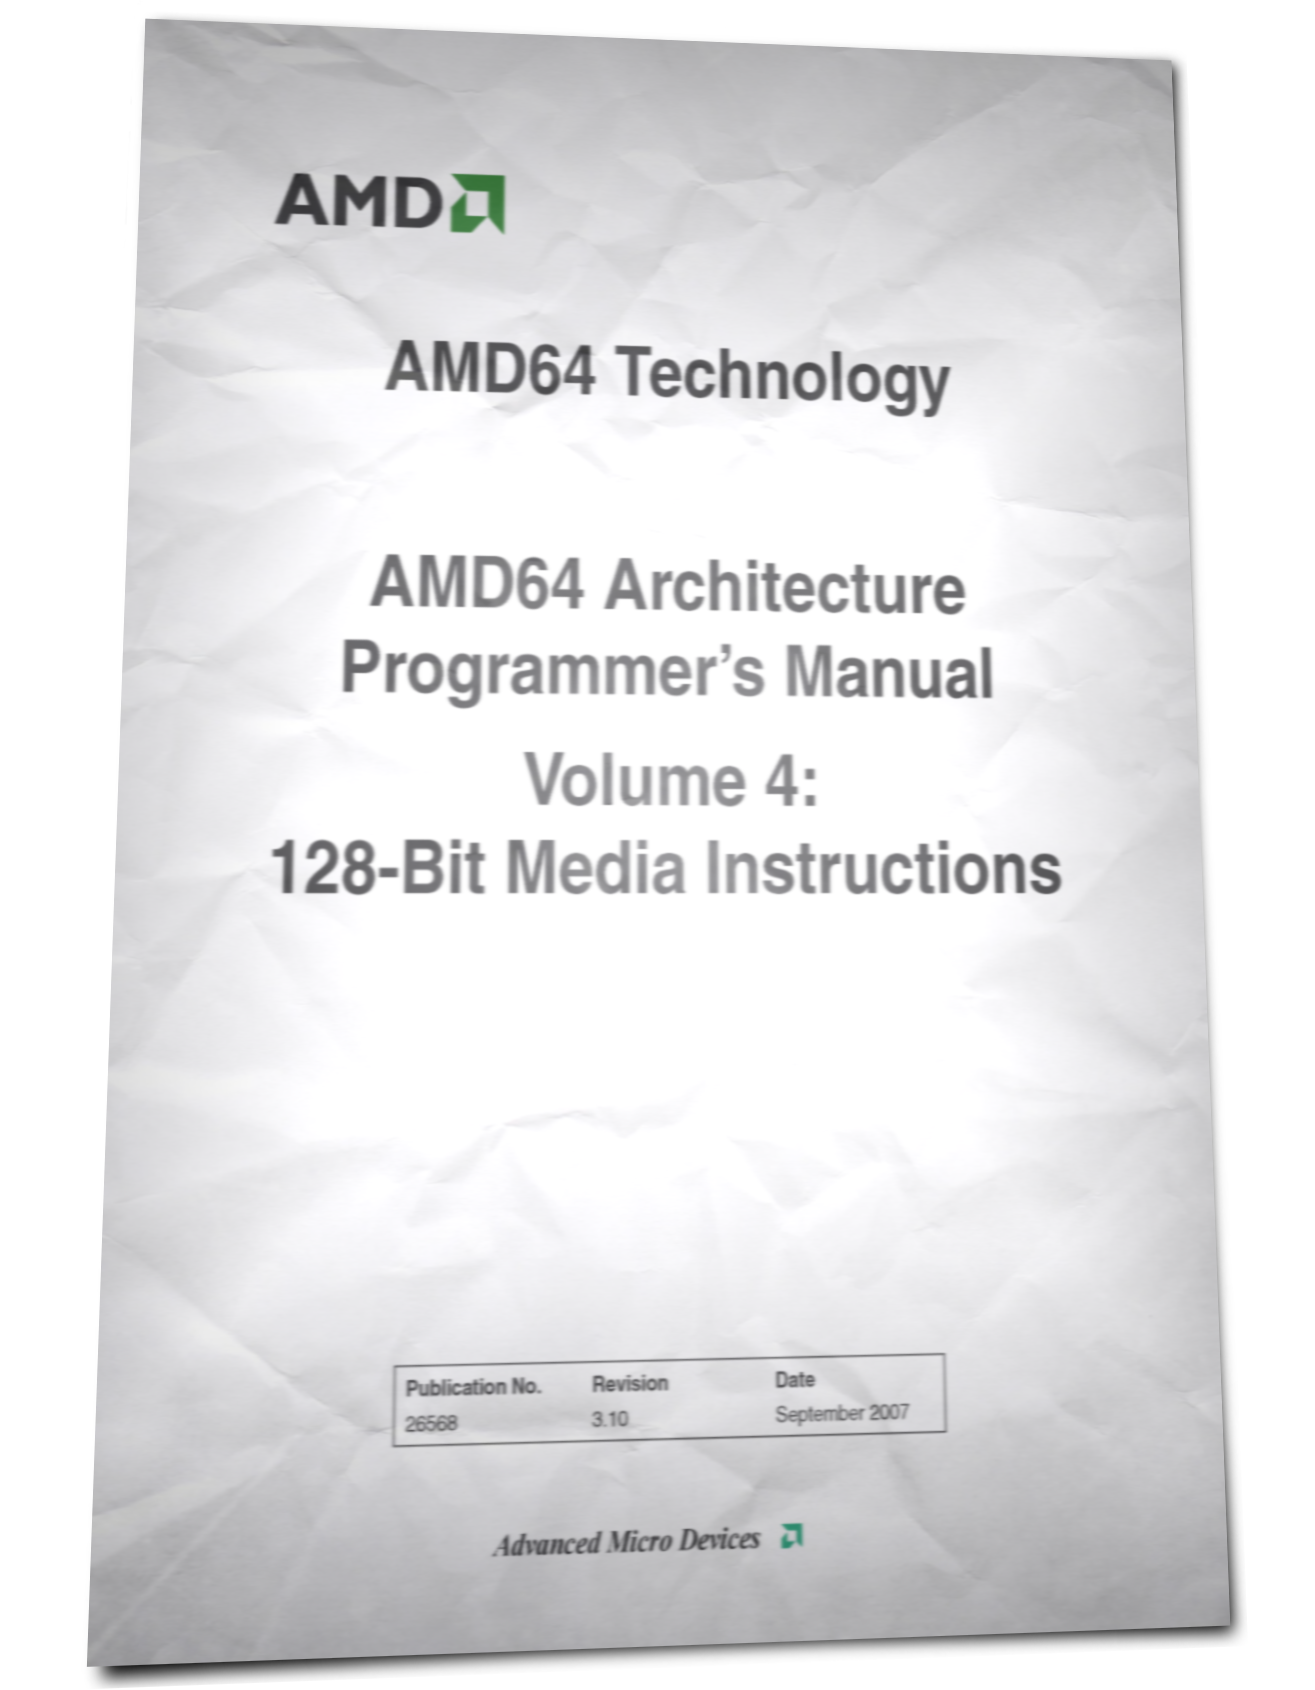 AMD
AMD64 Technology
AMD64 Architecture
Programmer’s Manual
Volume 4:
128-Bit Media Instructions
Publication No. Revision Date
26568 3.10 September 2007
Advanced Micro Devices